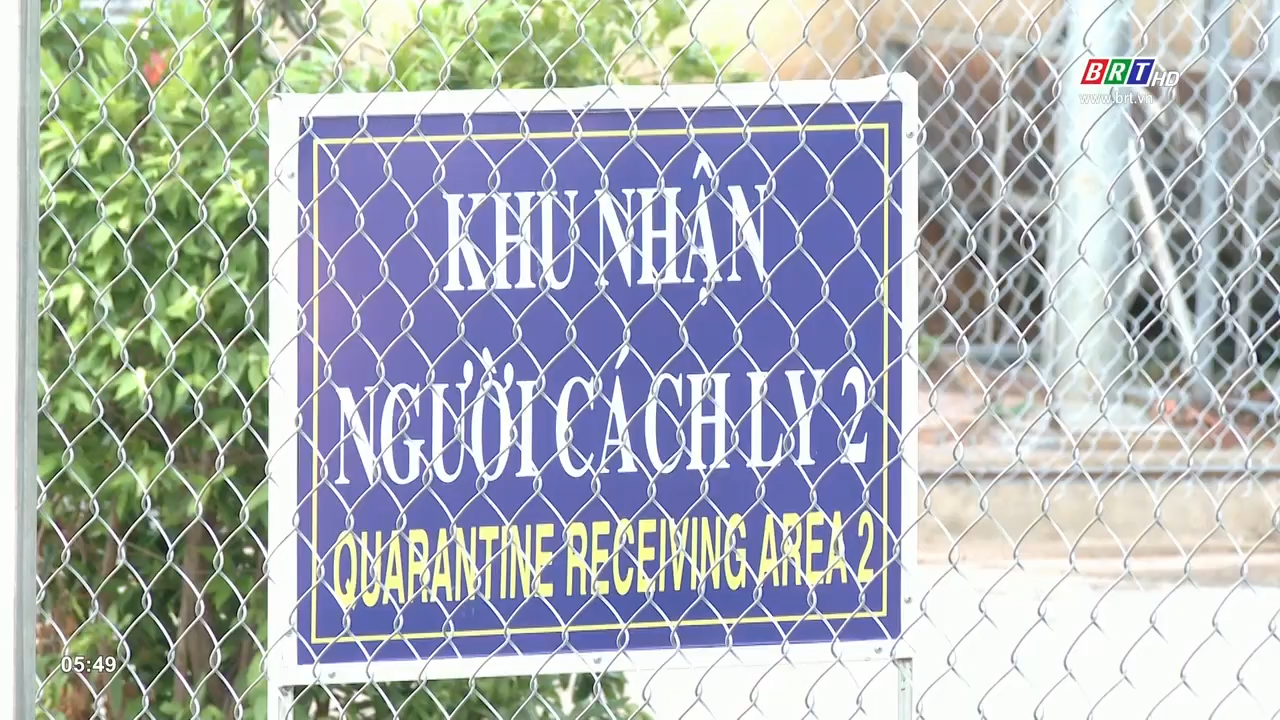 BRT HD
www.brt.vn
KHU NHẬN
NGƯỜI CÁCH LY 2
QUARANTINE RECEIVING AREA 2
05:49